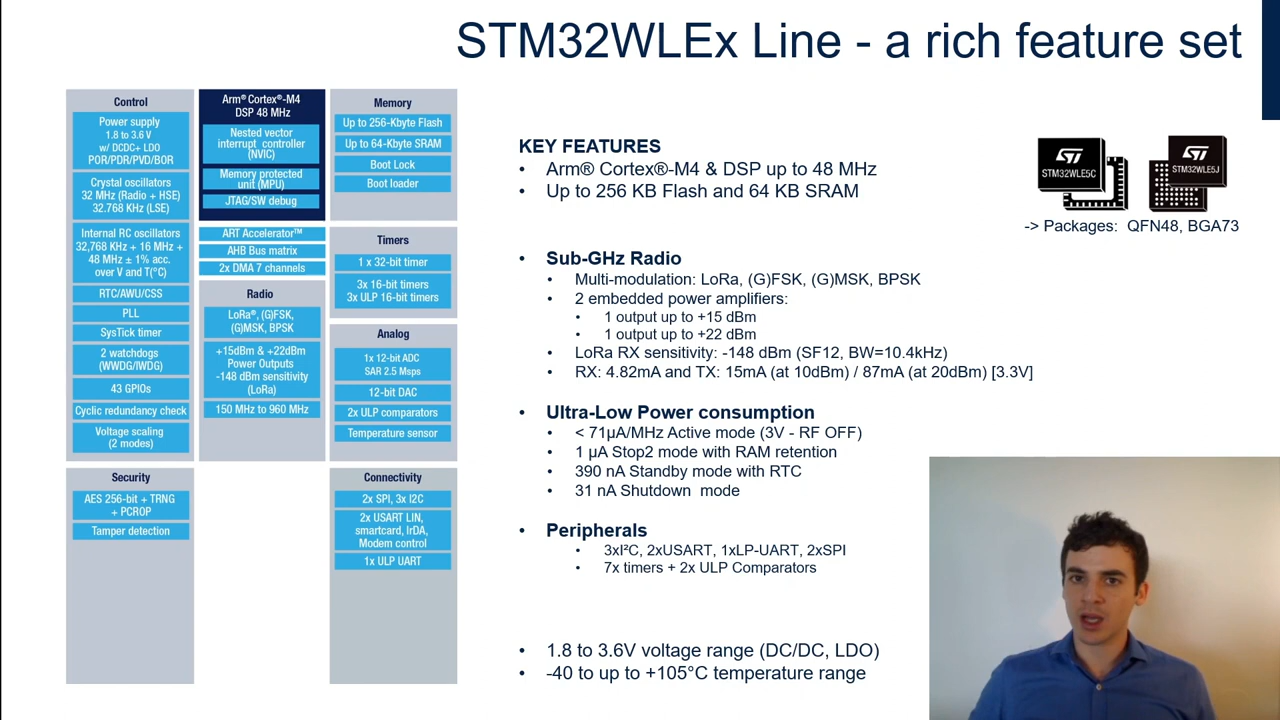 STM32WLEx Line - a rich feature set
Control
Power supply
1.8 to 3.6 V
w/ DCDC+ LDO
POR/PDR/PVD/BOR
Crystal oscillators
32 MHz (Radio + HSE)
32.768 KHz (LSE)
Internal RC oscillators
32,768 KHz + 16 MHz +
48 MHz ± 1% acc.
over V and T(°C)
RTC/AWU/CSS
PLL
SysTick timer
2 watchdogs
(WWDG/IWDG)
43 GPIOs
Cyclic redundancy check
Voltage scaling
(2 modes)
Security
AES 256-bit + TRNG
+ PCROP
Tamper detection
Arm® Cortex®-M4
DSP 48 MHz
Nested vector
interrupt controller
(NVIC)
Memory protected
unit (MPU)
JTAG/SW debug
ART Accelerator™
AHB Bus matrix
2x DMA 7 channels
Radio
LoRa®, (G)FSK,
(G)MSK, BPSK
+15dBm & +22dBm
Power Outputs
-148 dBm sensitivity
(LoRa)
150 MHz to 960 MHz
Memory
Up to 256-Kbyte Flash
Up to 64-Kbyte SRAM
Boot Lock
Boot loader
Timers
1 x 32-bit timer
3x 16-bit timers
3x ULP 16-bit timers
Analog
1x 12-bit ADC
SAR 2.5 Msps
12-bit DAC
2x ULP comparators
Temperature sensor
Connectivity
2x SPI, 3x I2C
2x USART LIN,
smartcard, IrDA,
Modem control
1x ULP UART
KEY FEATURES
• Arm® Cortex®-M4 & DSP up to 48 MHz
• Up to 256 KB Flash and 64 KB SRAM
• Sub-GHz Radio
• Multi-modulation: LoRa, (G)FSK, (G)MSK, BPSK
• 2 embedded power amplifiers:
• 1 output up to +15 dBm
• 1 output up to +22 dBm
• LoRa RX sensitivity: -148 dBm (SF12, BW=10.4kHz)
• RX: 4.82mA and TX: 15mA (at 10dBm) / 87mA (at 20dBm) [3.3V]
• Ultra-Low Power consumption
• < 71µA/MHz Active mode (3V - RF OFF)
• 1 µA Stop2 mode with RAM retention
• 390 nA Standby mode with RTC
• 31 nA Shutdown mode
• Peripherals
• 3xI²C, 2xUSART, 1xLP-UART, 2xSPI
• 7x timers + 2x ULP Comparators
• 1.8 to 3.6V voltage range (DC/DC, LDO)
• -40 to up to +105°C temperature range
ST
STM32WLE5C
ST
STM32WLE5J
-> Packages: QFN48, BGA73